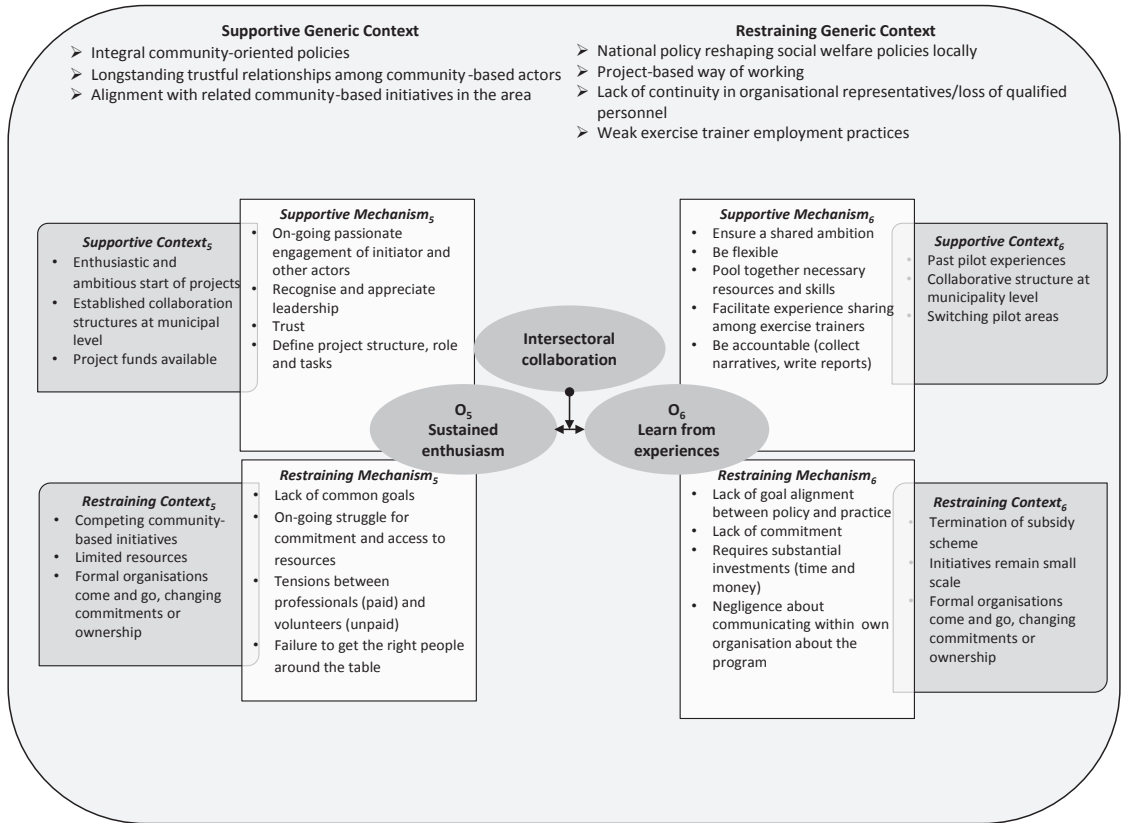 Supportive Generic Context
➢ Integral community-oriented policies
➢ Longstanding trustful relationships among community -based actors
➢ Alignment with related community-based initiatives in the area
Restraining Generic Context
➢ National policy reshaping social welfare policies locally
➢ Project-based way of working
➢ Lack of continuity in organisational representatives/loss of qualified
personnel
➢ Weak exercise trainer employment practices
Supportive Context5
• Enthusiastic and
ambitious start of projects
• Established collaboration
structures at municipal
level
• Project funds available
Supportive Mechanism5
• On-going passionate
engagement of initiator and
other actors
• Recognise and appreciate
leadership
• Trust
• Define project structure, role
and tasks
Supportive Mechanism6
• Ensure a shared ambition
• Be flexible
• Pool together necessary
resources and skills
• Facilitate experience sharing
among exercise trainers
• Be accountable (collect
narratives, write reports)
Supportive Context6
• Past pilot experiences
• Collaborative structure at
municipality level
• Switching pilot areas
Intersectoral
collaboration
O5
Sustained
enthusiasm
O6
Learn from
experiences
Restraining Context5
• Competing community-
based initiatives
• Limited resources
• Formal organisations
come and go, changing
commitments or
ownership
Restraining Mechanism5
• Lack of common goals
• On-going struggle for
commitment and access to
resources
• Tensions between
professionals (paid) and
volunteers (unpaid)
• Failure to get the right people
around the table
Restraining Mechanism6
• Lack of goal alignment
between policy and practice
• Lack of commitment
• Requires substantial
investments (time and
money)
• Negligence about
communicating within own
organisation about the
program
Restraining Context6
• Termination of subsidy
scheme
• Initiatives remain small
scale
• Formal organisations
come and go, changing
commitments or
ownership